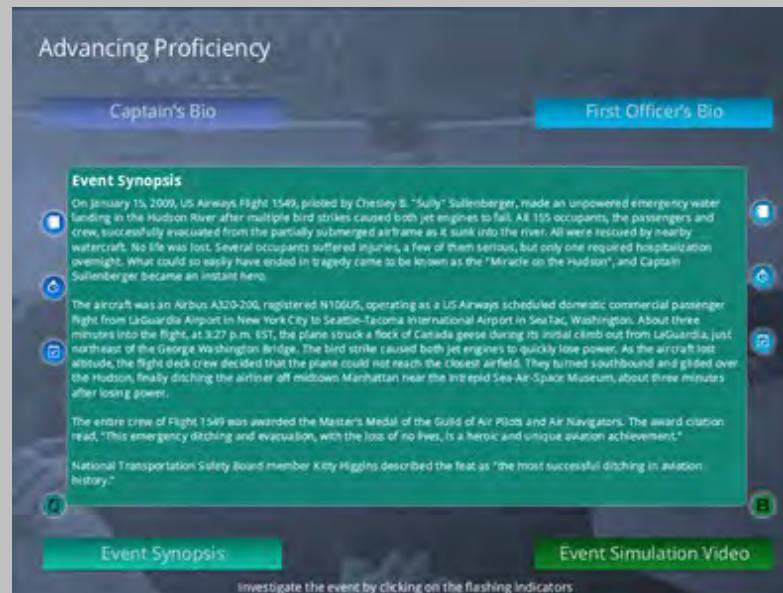 Advancing Proficiency
Captain's Bio
First Officer's Bio
Event Synopsis
On January 15, 2009, US Airways Flight 1549, piloted by Chesley B. "Sully" Sullenberger, made an unpowered emergency water
landing in the Hudson River after multiple bird strikes caused both jet engines to fail. All 155 occupants, the passengers and
crew, successfully evacuated from the partially submerged airframe as it sunk into the river. All were rescued by nearby
watercraft. No life was lost. Several occupants suffered injuries, a few of them serious, but only one required hospitalization
overnight. What could so easily have ended in tragedy came to be known as the "Miracle on the Hudson", and Captain
Sullenberger became an instant hero.
The aircraft was an Airbus A320-200, registered N106US, operating as a US Airways scheduled domestic commercial passenger
flight from LaGuardia Airport in New York City to Seattle-Tacoma International Airport in SeaTac, Washington. About three
minutes into the flight, at 3:27 p.m. EST, the plane struck a flock of Canada geese during its initial climb out from LaGuardia, just
northeast of the George Washington Bridge. The bird strike caused both jet engines to quickly lose power. As the aircraft lost
altitude, the flight deck crew decided that the plane could not reach the closest airfield. They turned southbound and glided over
the Hudson, finally ditching the airliner off midtown Manhattan near the Intrepid Sea-Air-Space Museum, about three minutes
after losing power.
The entire crew of Flight 1549 was awarded the Master's Medal of the Guild of Air Pilots and Air Navigators. The award citation
read, "This emergency ditching and evacuation, with the loss of no lives, is a heroic and unique aviation achievement."
National Transportation Safety Board member Kitty Higgins described the feat as "the most successful ditching in aviation
history."
Event Synopsis
Event Simulation Video
Investigate the event by clicking on the flashing indicators